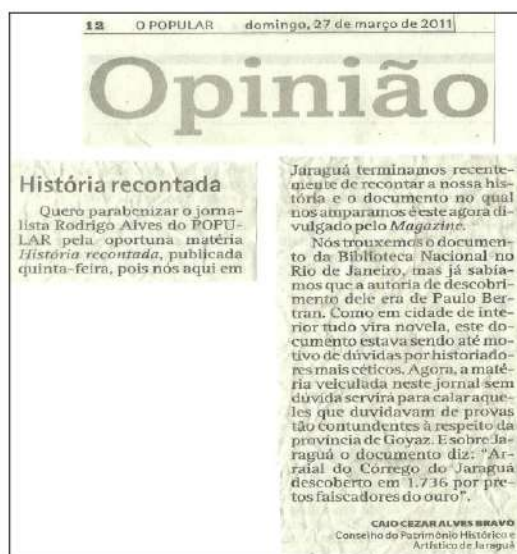 12 O POPULAR domingo, 27 de março de 2011
Opinião
História recontada
Quero parabenizar o jorna-
lista Rodrigo Alves do POPU-
LAR pela oportuna matéria
História recontada, publicada
quinta-feira, pois nós aqui em
Jaraguá terminamos recente-
mente de recontar a nossa his-
tória e o documento no qual
nos amparamos é este agora di-
vulgado pelo Magazine.
Nós trouxemos o documen-
to da Biblioteca Nacional no
Rio de Janeiro, mas já sabía-
mos que a autoria de descobri-
mento dele era de Paulo Ber-
tran. Como em cidade de inte-
rior tudo vira novela, este do-
cumento estava sendo até mo-
tivo de dúvidas por historiado-
res mais céticos. Agora, a maté-
ria veiculada neste jornal sem
dúvida servirá para calar aque-
les que duvidavam de provas
tão contundentes à respeito da
província de Goyaz. E sobre Ja-
raguá o documento diz: “Ar-
raial do Córrego do Jaraguá
descoberto em 1.736 por pre-
tos faiscadores do ouro”.
CAIO CEZAR ALVES BRAVO
Conselho do Patrimônio Histórico e
Artístico de Jaraguá